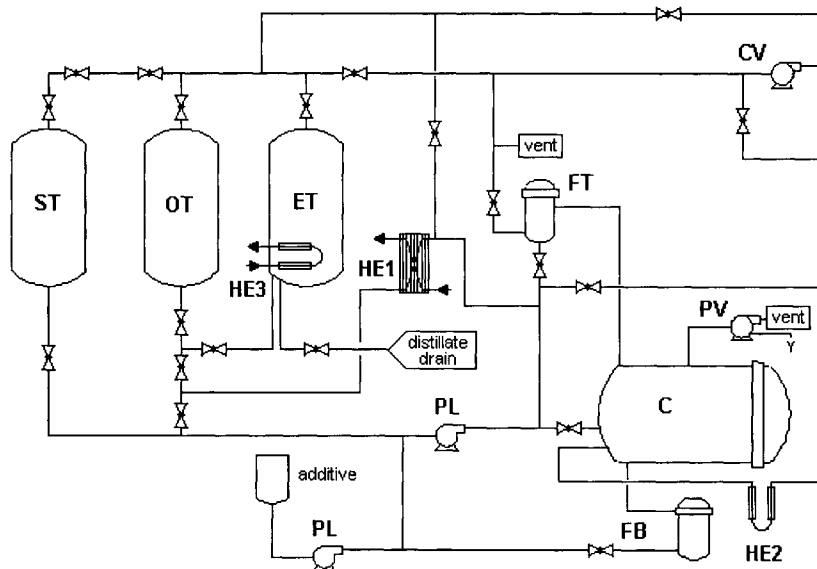 CV
vent
FT
ST
OT
ET
HE1
HE3
PV
vent
distillate
drain
C
PL
additive
PL
FB
HE2